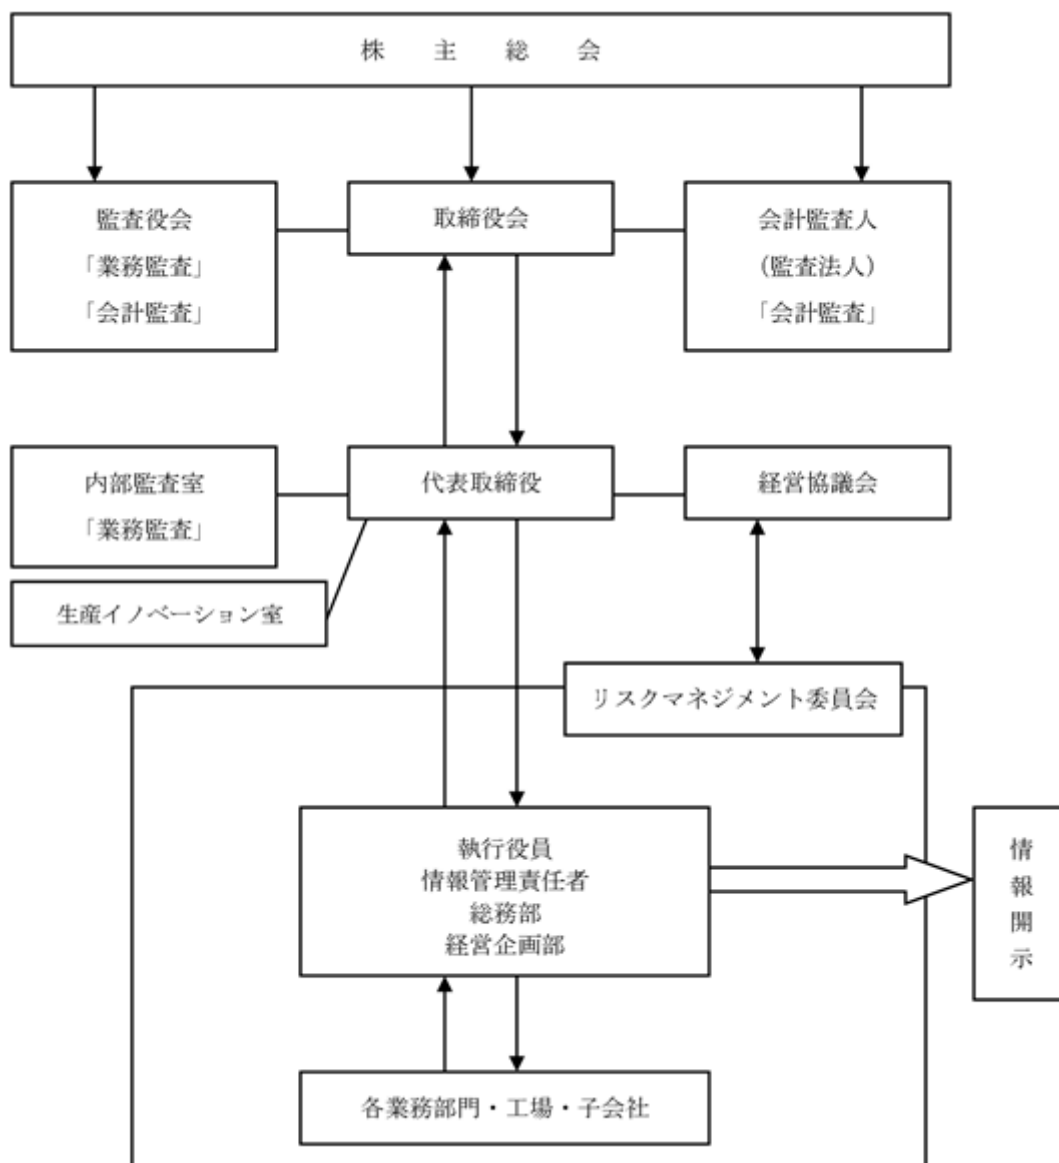 株主総会
監査役会
「業務監査」
「会計監査」
取締役会
会計監査人
（監査法人）
「会計監査」
内部監査室
「業務監査」
代表取締役
経営協議会
生産イノベーション室
リスクマネジメント委員会
執行役員
情報管理責任者
総務部
経営企画部
情報開示
各業務部門・工場・子会社